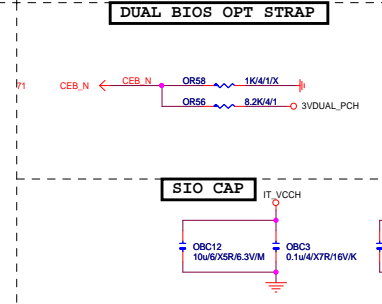 DUAL BIOS OPT STRAP
71 CEB_N CEB_N OR58 1K/4/1/X
OR56 8.2K/4/1 3VDUAL_PCH
SIO CAP
IT_VCCH
OBC12 OBC3
10u/6/X5R/6.3V/M 0.1u/4/X7R/16V/K